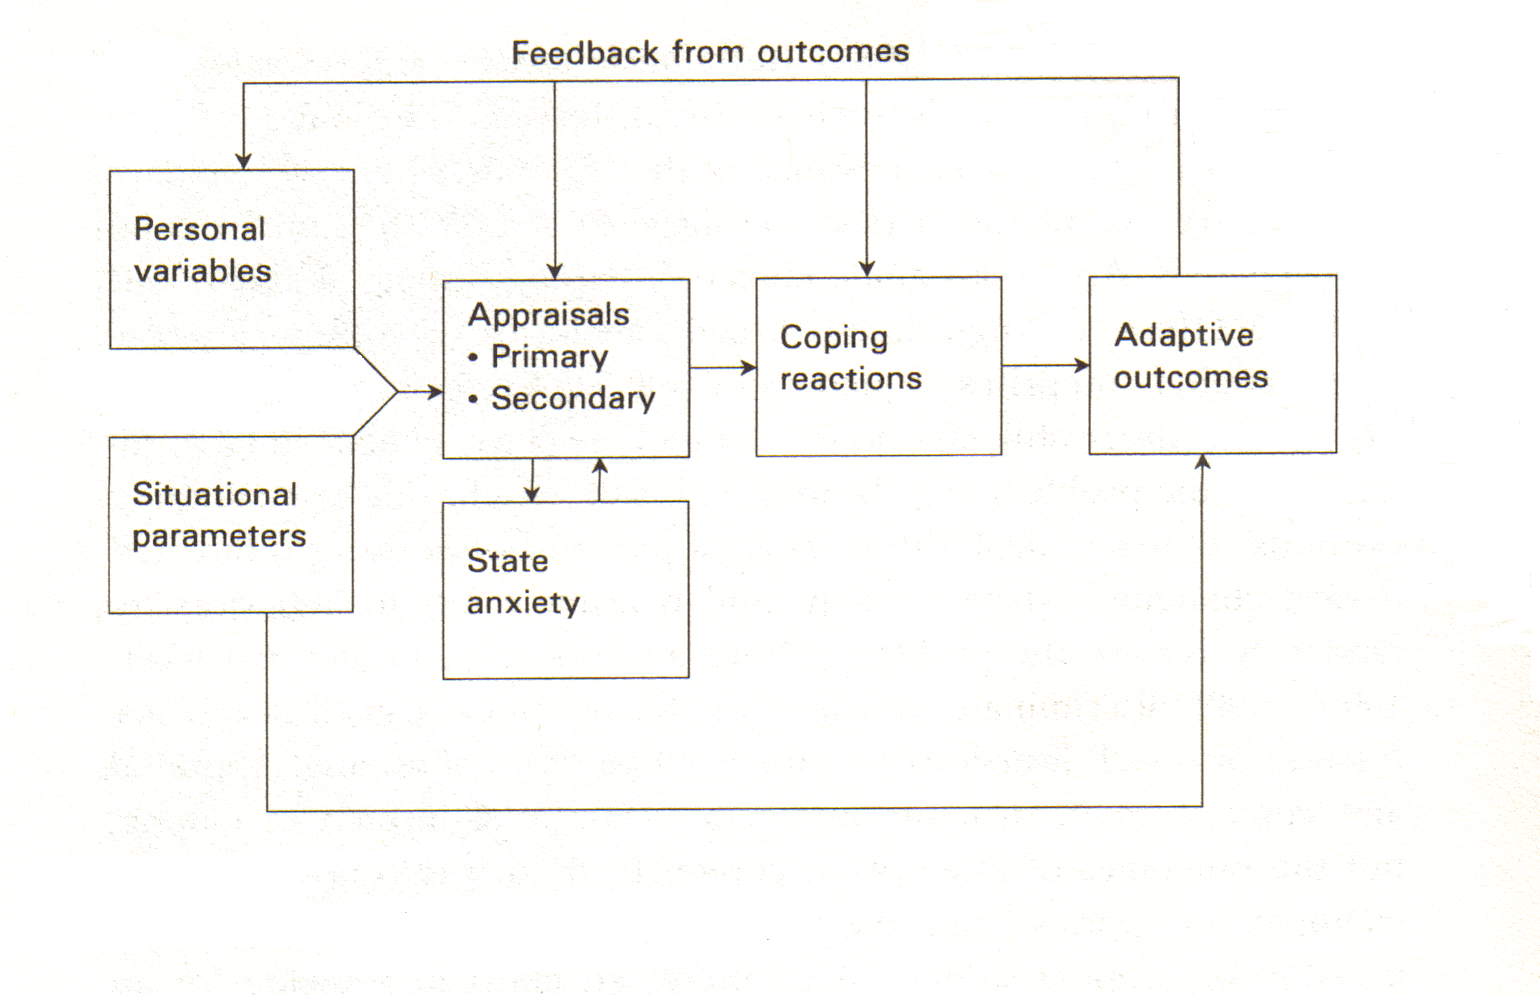 Feedback from outcomes
Personal
variables
Appraisals
• Primary
• Secondary
Coping
reactions
Adaptive
outcomes
Situational
parameters
State
anxiety